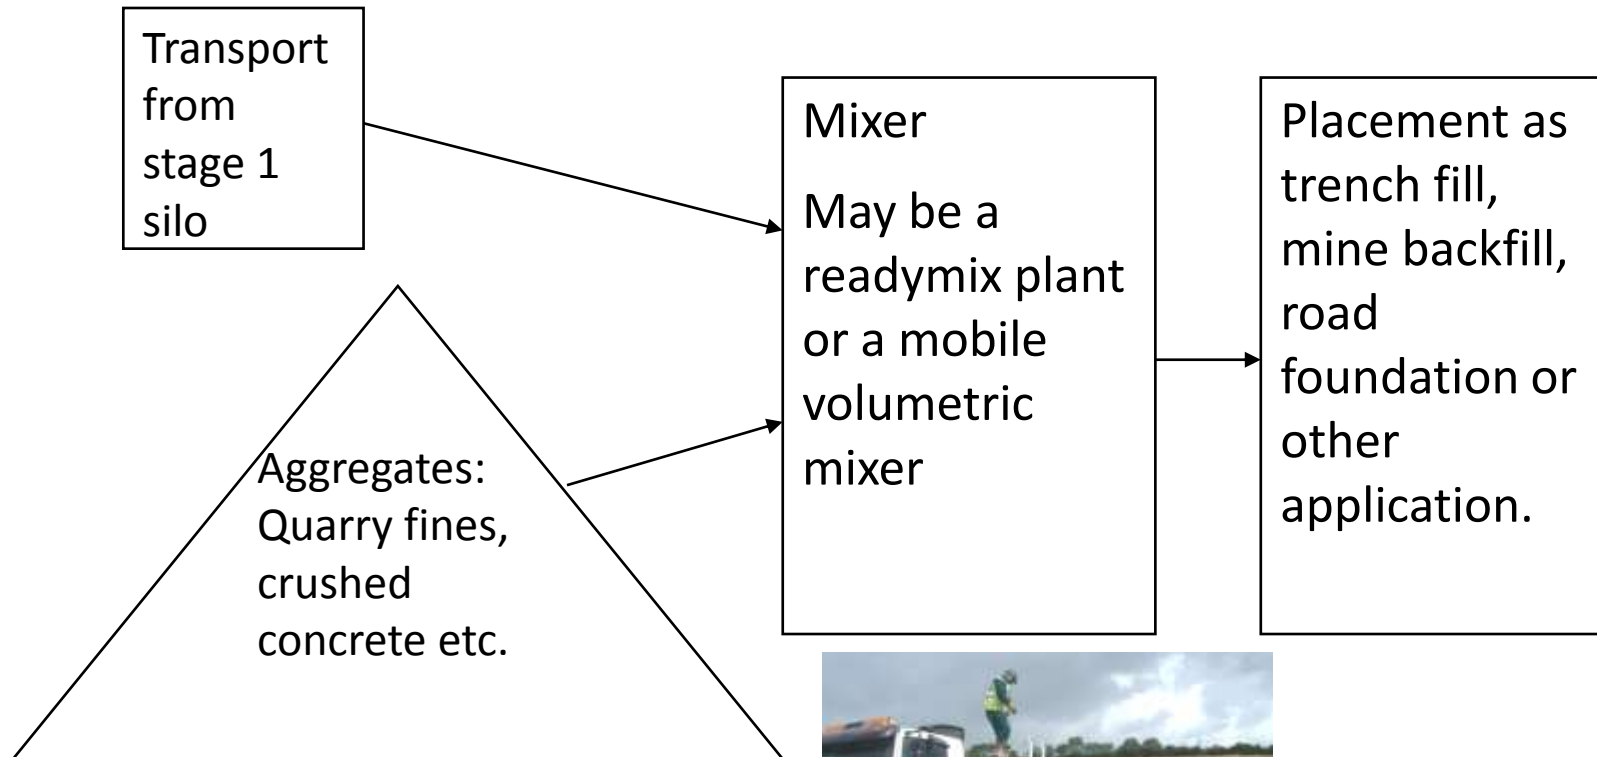 Transport
from
stage 1
silo
Aggregates:
Quarry fines,
crushed
concrete etc.
Mixer
May be a
readymix plant
or a mobile
volumetric
mixer
Placement as
trench fill,
mine backfill,
road
foundation or
other
application.